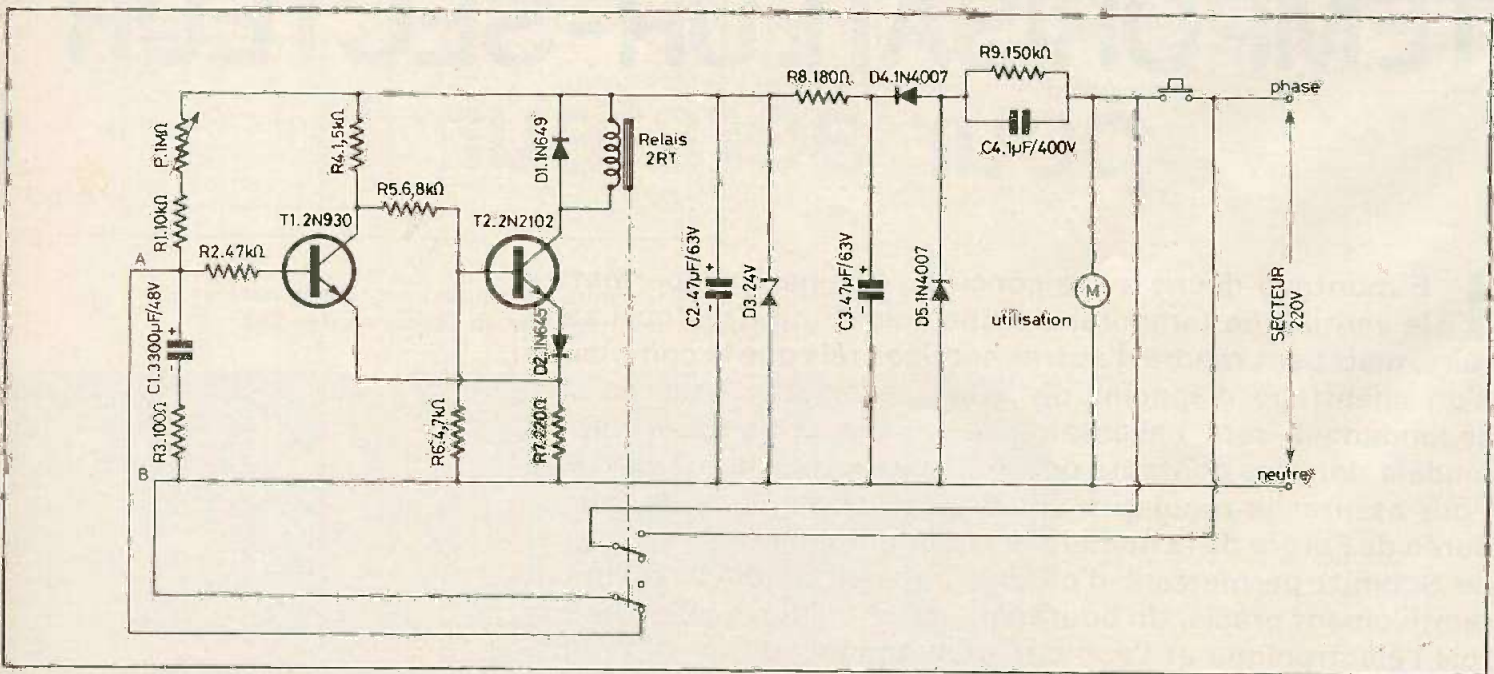 R9.150kΩ
R8.180Ω
D4.1N4007
phase
C4.1µF/400V
P.1MΩ
R4.1,5kΩ
D1.1N649
Relais
2RT
R1.10kΩ
R5.6,8kΩ
T1.2N930
T2.2N2102
R2.47kΩ
A
C2.47µF/63V
D3.24V
C3.47µF/63V
D5.1N4007
M
utilisation
SECTEUR
220V
C1.3300µF/48V
D2.1N645
R3.100Ω
R6.4,7kΩ
R7.220Ω
B
neutre